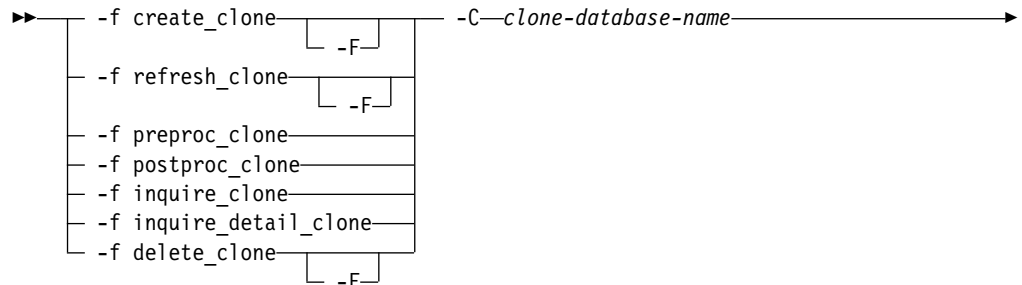 -f create_clone -C clone-database-name
-F
-f refresh_clone
-F
-f preproc_clone
-f postproc_clone
-f inquire_clone
-f inquire_detail_clone
-f delete_clone
-F